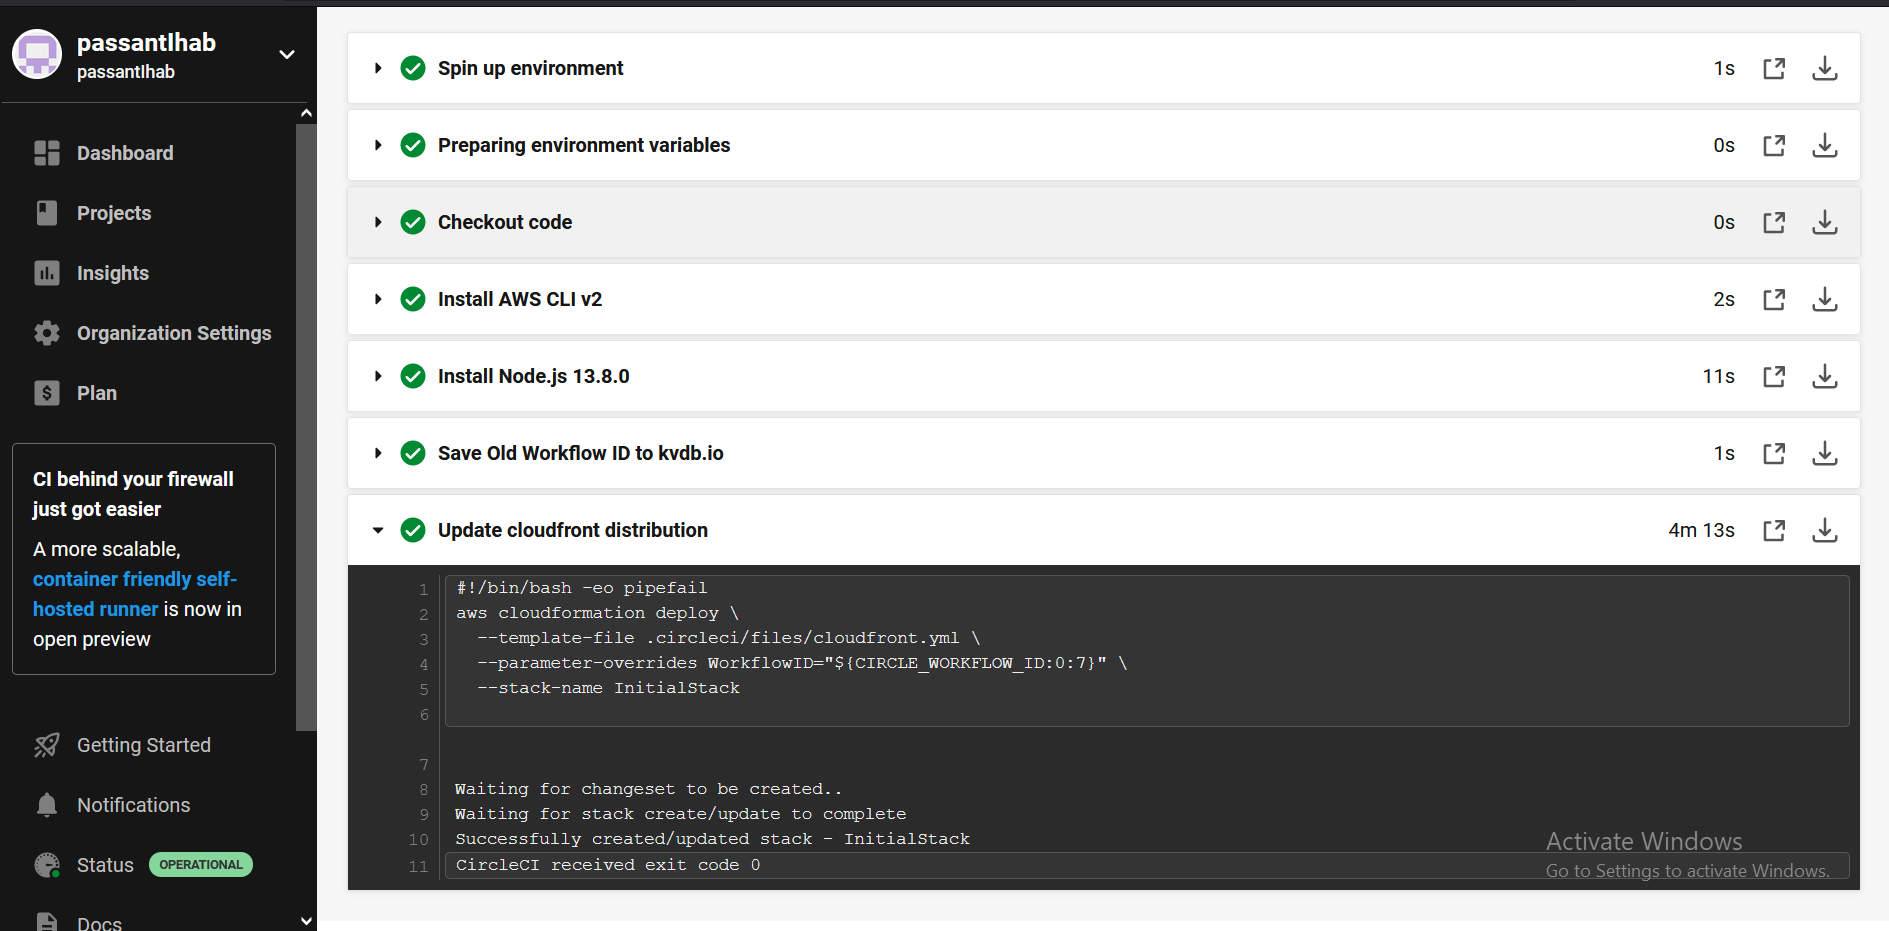 passantIhab
passantIhab
Dashboard
Projects
Insights
Organization Settings
Plan
CI behind your firewall
just got easier
A more scalable,
container friendly self-
hosted runner is now in
open preview
Getting Started
Notifications
Status OPERATIONAL
Docs
Spin up environment 1s
Preparing environment variables 0s
Checkout code 0s
Install AWS CLI v2 2s
Install Node.js 13.8.0 11s
Save Old Workflow ID to kvdb.io 1s
Update cloudfront distribution 4m 13s
1 #!/bin/bash -eo pipefail
2 aws cloudformation deploy \
3 --template-file .circleci/files/cloudfront.yml \
4 --parameter-overrides WorkflowID="${CIRCLE_WORKFLOW_ID:0:7}" \
5 --stack-name InitialStack
6
7
8 Waiting for changeset to be created..
9 Waiting for stack create/update to complete
10 Successfully created/updated stack - InitialStack
11 CircleCI received exit code 0
Activate Windows
Go to Settings to activate Windows.